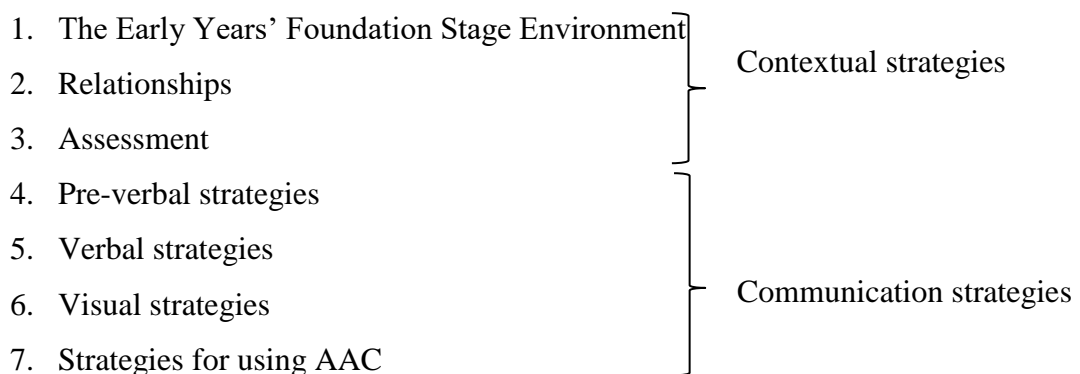 1. The Early Years’ Foundation Stage Environment
2. Relationships
3. Assessment
Contextual strategies
4. Pre-verbal strategies
5. Verbal strategies
6. Visual strategies
7. Strategies for using AAC
Communication strategies